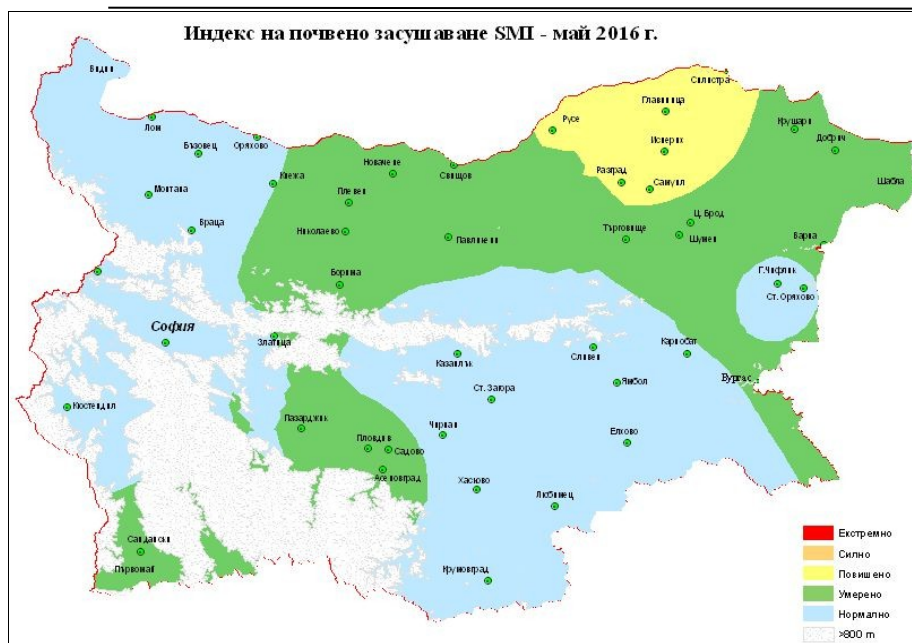 Индекс на почвено засушаване SMI - май 2016 г.
Видин
Силистра
Главиница
Лом
Русе
Крушари
Бъзовец
Оряхово
Добрич
Исперих
Новачене
Свищов
Кнежа
Разград
Самуил
Монтана
Плевен
Шабла
Ц. Брод
Враца
Николаево
Павликени
Търговище
Шумен
Варна
Г.Чифлик
Борима
Ст. Оряхово
София
Златица
Казанлък
Сливен
Карнобат
Ст. Загора
Ямбол
Бургас
Кюстендил
Пазарджик
Чирпан
Елхово
Пловдив
Садово
Асеновград
Хасково
Любимец
Сандански
Първомай
Крумовград
Екстремно
Силно
Повишено
Умерено
Нормално
>800 m